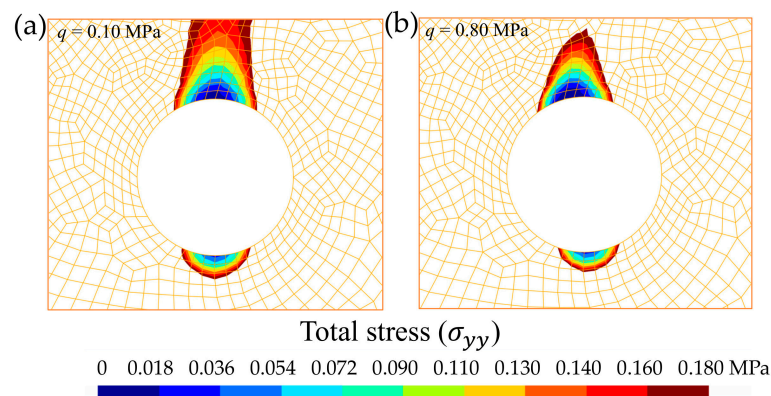 (a)
q = 0.10 MPa
(b)
q = 0.80 MPa
Total stress (σyy)
0 0.018 0.036 0.054 0.072 0.090 0.110 0.130 0.140 0.160 0.180 MPa